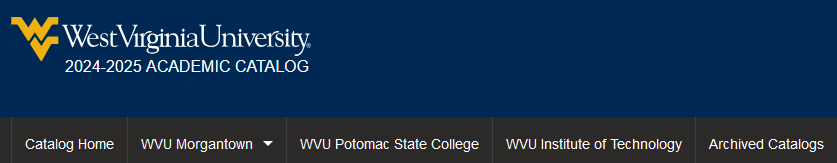 WestVirginiaUniversity®
2024-2025 ACADEMIC CATALOG
Catalog Home WVU Morgantown WVU Potomac State College WVU Institute of Technology Archived Catalogs